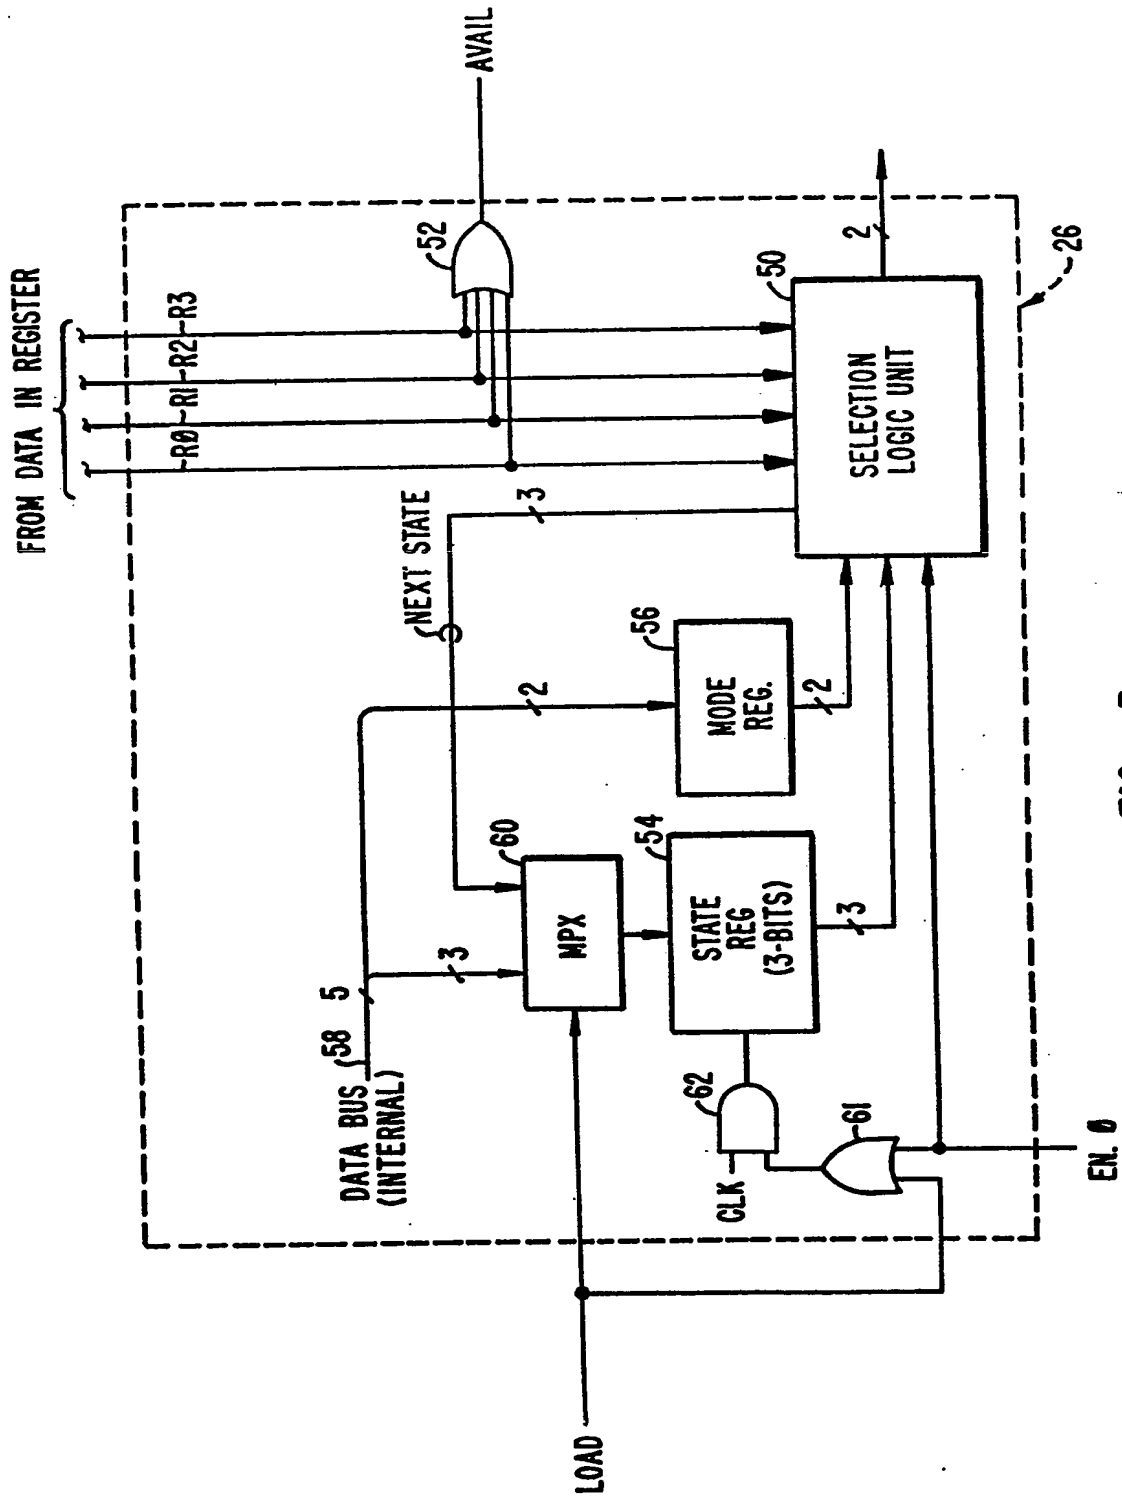 FROM DATA IN REGISTER
R0
R1
R2
R3
52
AVAIL
NEXT STATE
3
DATA BUS
(INTERNAL)
58
5
3
2
60
MPX
54
STATE
REG
(3-BITS)
3
56
MODE
REG.
2
50
SELECTION
LOGIC UNIT
2
26
CLK
62
61
LOAD
EN. 0